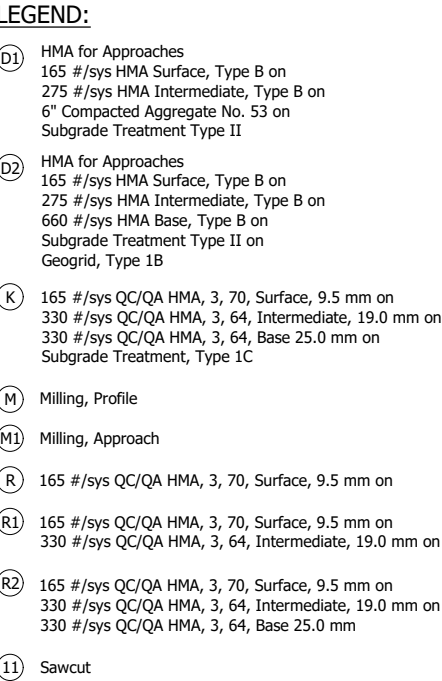 LEGEND:
D1 HMA for Approaches
165 #/sys HMA Surface, Type B on
275 #/sys HMA Intermediate, Type B on
6" Compacted Aggregate No. 53 on
Subgrade Treatment Type II
D2 HMA for Approaches
165 #/sys HMA Surface, Type B on
275 #/sys HMA Intermediate, Type B on
660 #/sys HMA Base, Type B on
Subgrade Treatment Type II on
Geogrid, Type 1B
K 165 #/sys QC/QA HMA, 3, 70, Surface, 9.5 mm on
330 #/sys QC/QA HMA, 3, 64, Intermediate, 19.0 mm on
330 #/sys QC/QA HMA, 3, 64, Base 25.0 mm on
Subgrade Treatment, Type 1C
M Milling, Profile
M1 Milling, Approach
R 165 #/sys QC/QA HMA, 3, 70, Surface, 9.5 mm on
R1 165 #/sys QC/QA HMA, 3, 70, Surface, 9.5 mm on
330 #/sys QC/QA HMA, 3, 64, Intermediate, 19.0 mm on
R2 165 #/sys QC/QA HMA, 3, 70, Surface, 9.5 mm on
330 #/sys QC/QA HMA, 3, 64, Intermediate, 19.0 mm on
330 #/sys QC/QA HMA, 3, 64, Base 25.0 mm
11 Sawcut